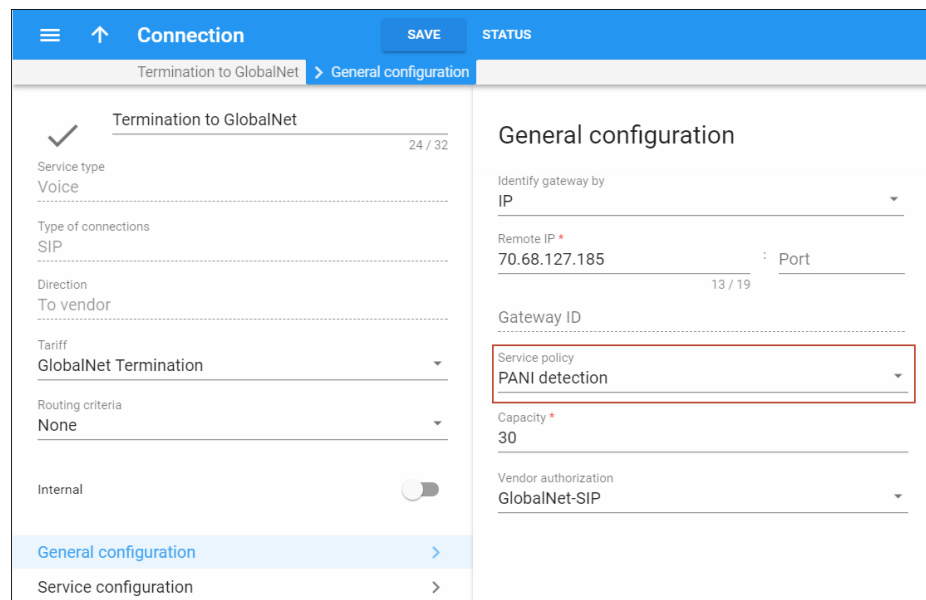 Connection
SAVE
STATUS
Termination to GlobalNet
General configuration
Termination to GlobalNet
24 / 32
Service type
Voice
Type of connections
SIP
Direction
To vendor
Tariff
GlobalNet Termination
Routing criteria
None
Internal
General configuration
Service configuration
General configuration
Identify gateway by
IP
Remote IP *
70.68.127.185
: Port
13 / 19
Gateway ID
Service policy
PANI detection
Capacity *
30
Vendor authorization
GlobalNet-SIP